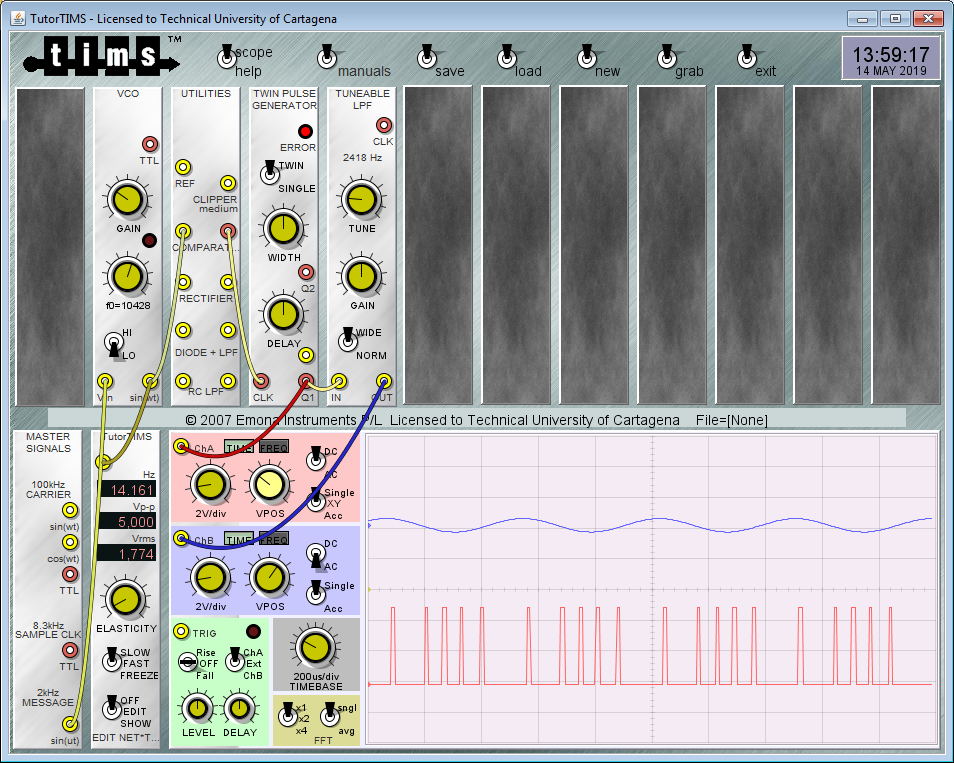 TutorTIMS - Licensed to Technical University of Cartagena
tims TM
scope
help
manuals
save
load
new
grab
exit
13:59:17
14 MAY 2019
VCO
TTL
GAIN
f0=10428
HI
LO
Vin
sin(wt)
UTILITIES
REF
CLIPPER
medium
COMPARAT...
RECTIFIER
DIODE + LPF
RC LPF
TWIN PULSE
GENERATOR
ERROR
TWIN
SINGLE
WIDTH
Q2
DELAY
CLK
Q1
TUNEABLE
LPF
CLK
2418 Hz
TUNE
GAIN
WIDE
NORM
IN
OUT
© 2007 Emona Instruments P/L Licensed to Technical University of Cartagena File=[None]
MASTER
SIGNALS
100kHz
CARRIER
sin(wt)
cos(wt)
TTL
8.3kHz
SAMPLE CLK
TTL
2kHz
MESSAGE
sin(ut)
TutorTIMS
Hz
14.161
Vp-p
5,000
Vrms
1,774
ELASTICITY
SLOW
FAST
FREEZE
OFF
EDIT
SHOW
EDIT NET*T...
ChA
TIME
FREQ
DC
AC
2V/div
VPOS
Single
XY
Acc
ChB
TIME
FREQ
DC
AC
2V/div
VPOS
Single
Acc
TRIG
Rise
OFF
Fall
ChA
Ext
ChB
LEVEL
DELAY
200us/div
TIMEBASE
x1
x2
x4
sngl
avg
FFT